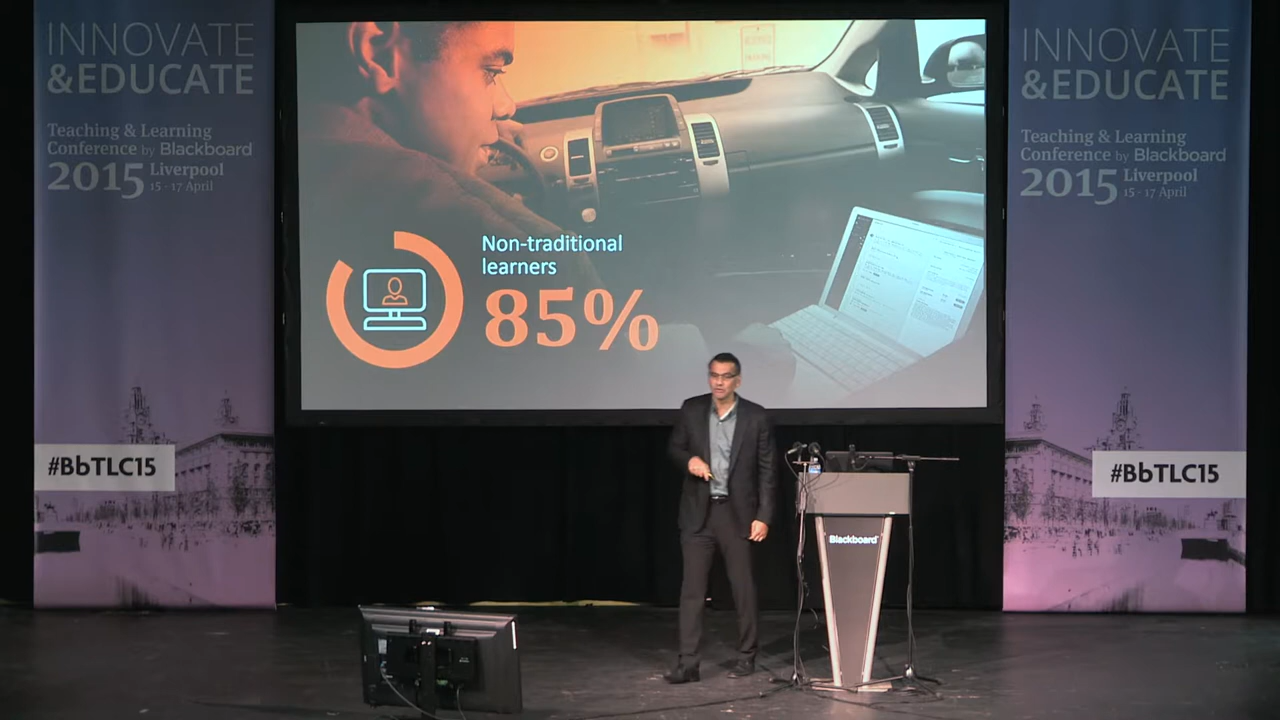 INNOVATE
&EDUCATE
Teaching & Learning
Conference by Blackboard
2015 Liverpool
15 - 17 April
#BbTLC15
Non-traditional
learners
85%
Blackboard
INNOVATE
&EDUCATE
Teaching & Learning
Conference by Blackboard
2015 Liverpool
15 - 17 April
#BbTLC15